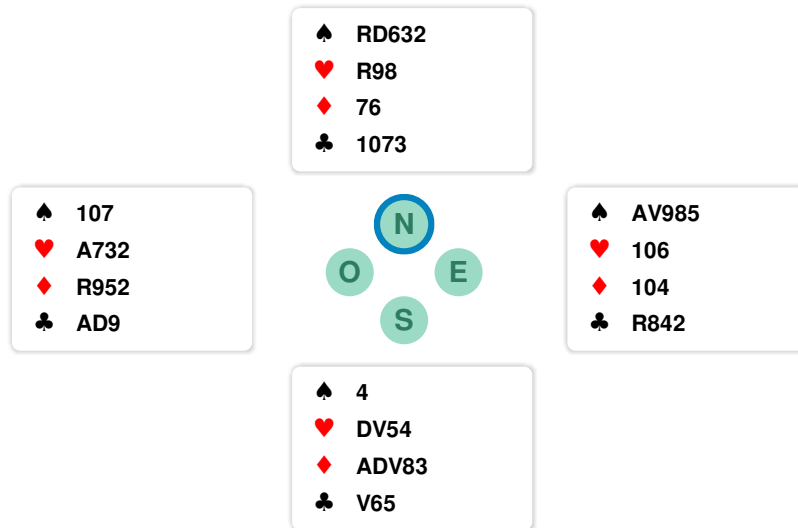 ♠ RD632
♥ R98
♦ 76
♣ 1073
♠ 107
♥ A732
♦ R952
♣ AD9
N
O E
S
♠ AV985
♥ 106
♦ 104
♣ R842
♠ 4
♥ DV54
♦ ADV83
♣ V65